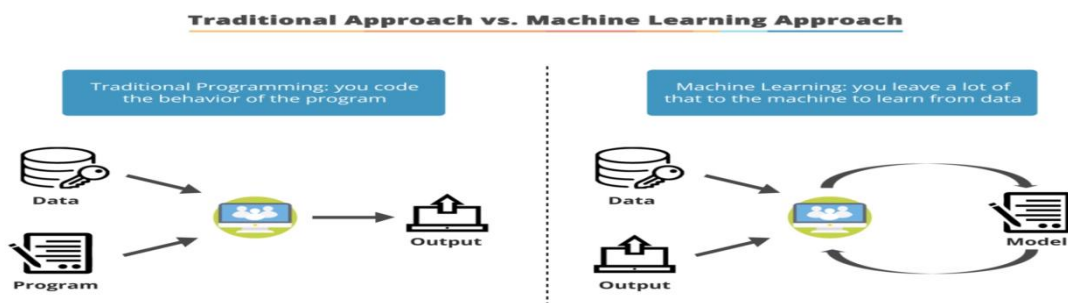 Traditional Approach vs. Machine Learning Approach
Traditional Programming: you code
the behavior of the program
Data
Program
Output
Machine Learning: you leave a lot of
that to the machine to learn from data
Data
Output
Model